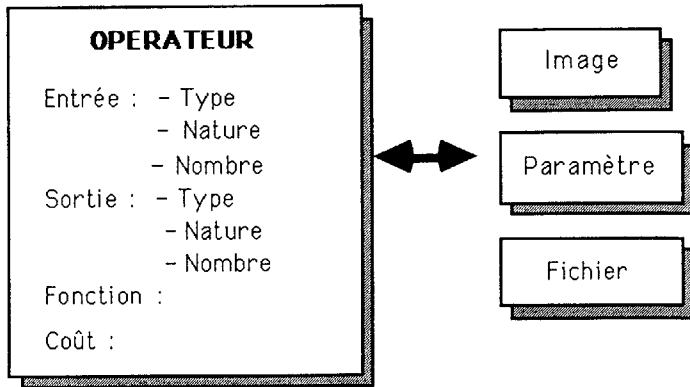 OPERATEUR
Entrée : - Type
- Nature
- Nombre
Sortie : - Type
- Nature
- Nombre
Fonction :
Coût :
Image
Paramètre
Fichier